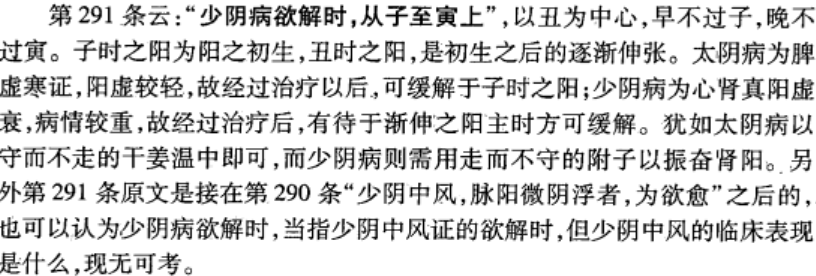 第 291 条云:“少阴病欲解时,从子至寅上”,以丑为中心,早不过子,晚不
过寅。子时之阳为阳之初生,丑时之阳,是初生之后的逐渐伸张。太阴病为脾
虚寒证,阳虚较轻,故经过治疗以后,可缓解于子时之阳;少阴病为心肾真阳虚
衰,病情较重,故经过治疗后,有待于渐伸之阳主时方可缓解。犹如太阴病以
守而不走的干姜温中即可,而少阴病则需用走而不守的附子以振奋肾阳。另
外第 291 条原文是接在第 290 条“少阴中风,脉阳微阴浮者,为欲愈”之后的,
也可以认为少阴病欲解时,当指少阴中风证的欲解时,但少阴中风的临床表现
是什么,现无可考。